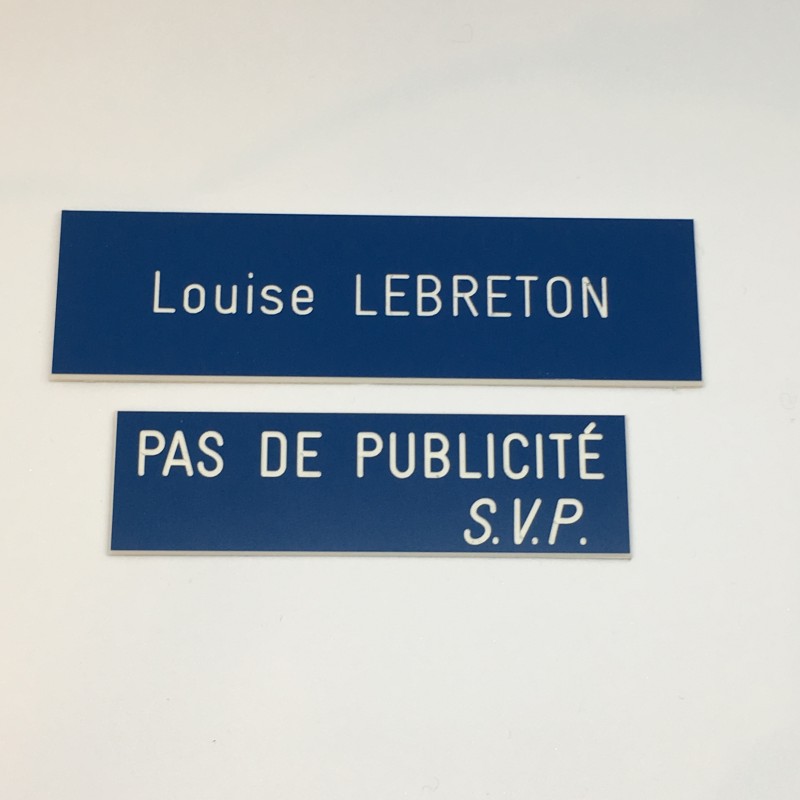 Louise LEBRETON
PAS DE PUBLICITÉ
S.V.P.